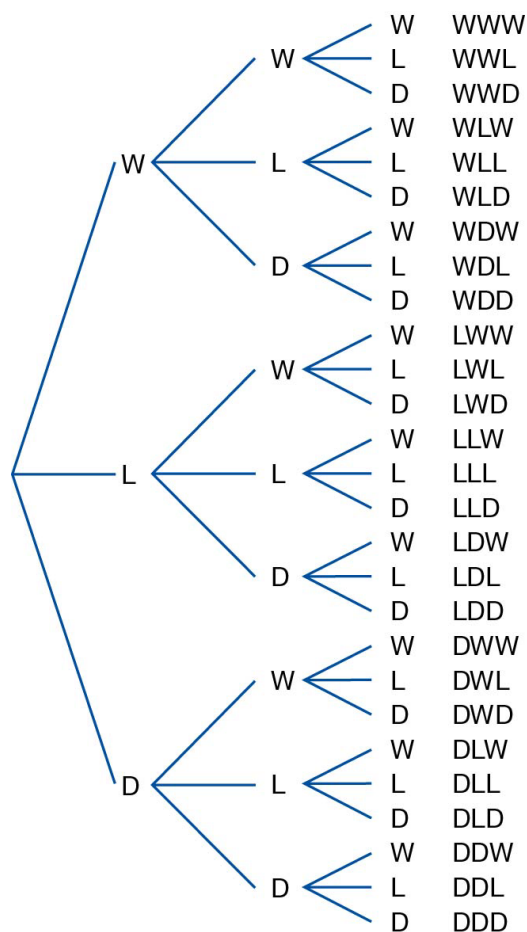 W WWW
W L WWL
D WWD
W WLW
W L L WLL
D WLD
W WDW
D L WDL
D WDD
W LWW
W L LWL
D LWD
W LLW
L L L LLL
D LLD
W LDW
D L LDL
D LDD
W DWW
W L DWL
D DWD
W DLW
D L L DLL
D DLD
W DDW
D L DDL
D DDD